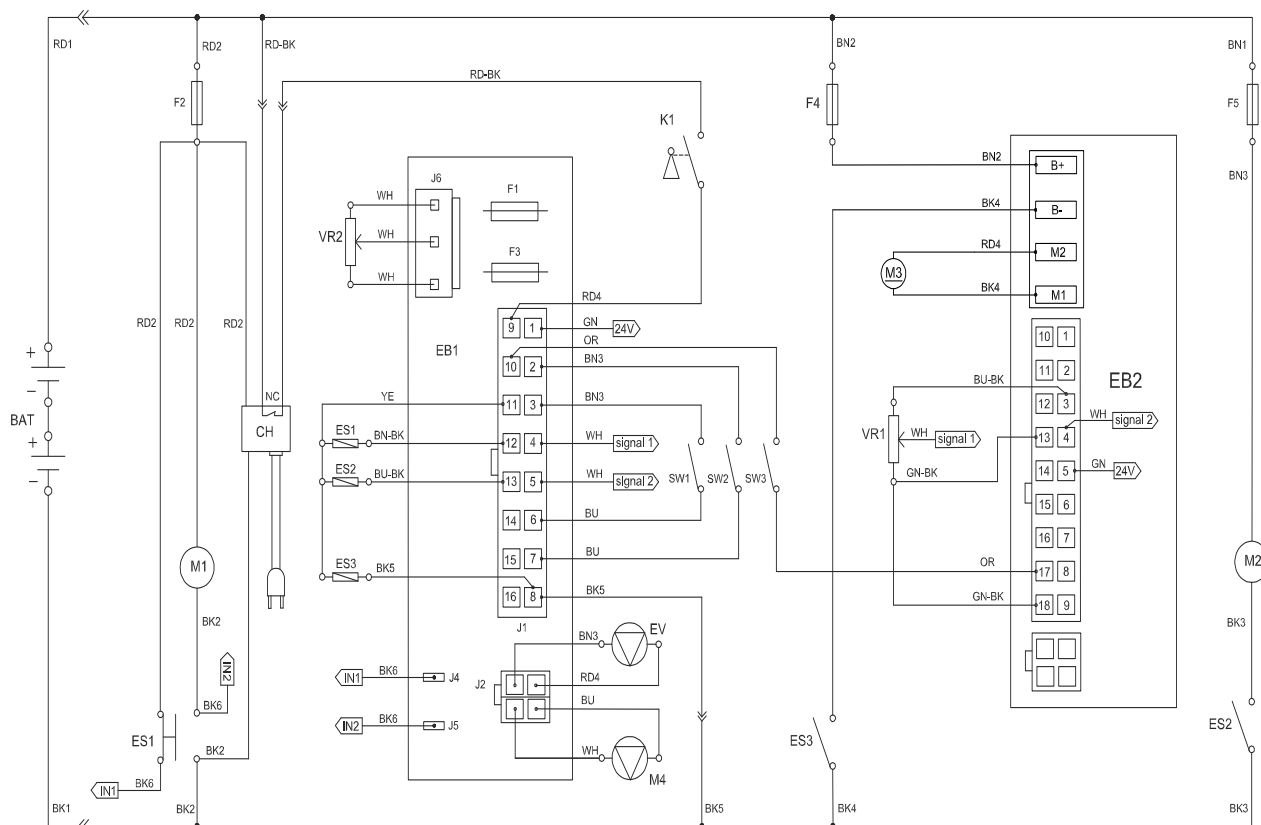 RD1
RD2
RD-BK
BN2
BN1
RD-BK
F2
F4
F5
K1
BN2
B+
BN3
J6
F1
WH
BK4
B-
VR2
WH
RD4
M2
WH
F3
M3
BK4
M1
RD4
RD2
RD2
RD2
9 1
GN
24V
10 1
EB1
OR
10 2
BN3
11 2
EB2
BU-BK
+
-
NC
YE
11 3
BN3
12 3
WH
signal 2
BAT
CH
ES1
BN-BK
12 4
WH
signal 1
VR1
WH
signal 1
13 4
+
-
ES2
BU-BK
13 5
WH
signal 2
SW1
SW2
SW3
GN-BK
14 5
GN
24V
14 6
BU
15 6
15 7
BU
16 7
M1
ES3
BK5
OR
17 8
M2
16 8
BK5
GN-BK
18 9
J1
BK2
BN3
EV
BK3
IN2
IN1
BK6
J4
J2
RD4
BK6
BU
ES1
BK2
IN2
BK6
J5
ES3
ES2
WH
M4
IN1
BK6
BK1
BK2
BK5
BK4
BK3